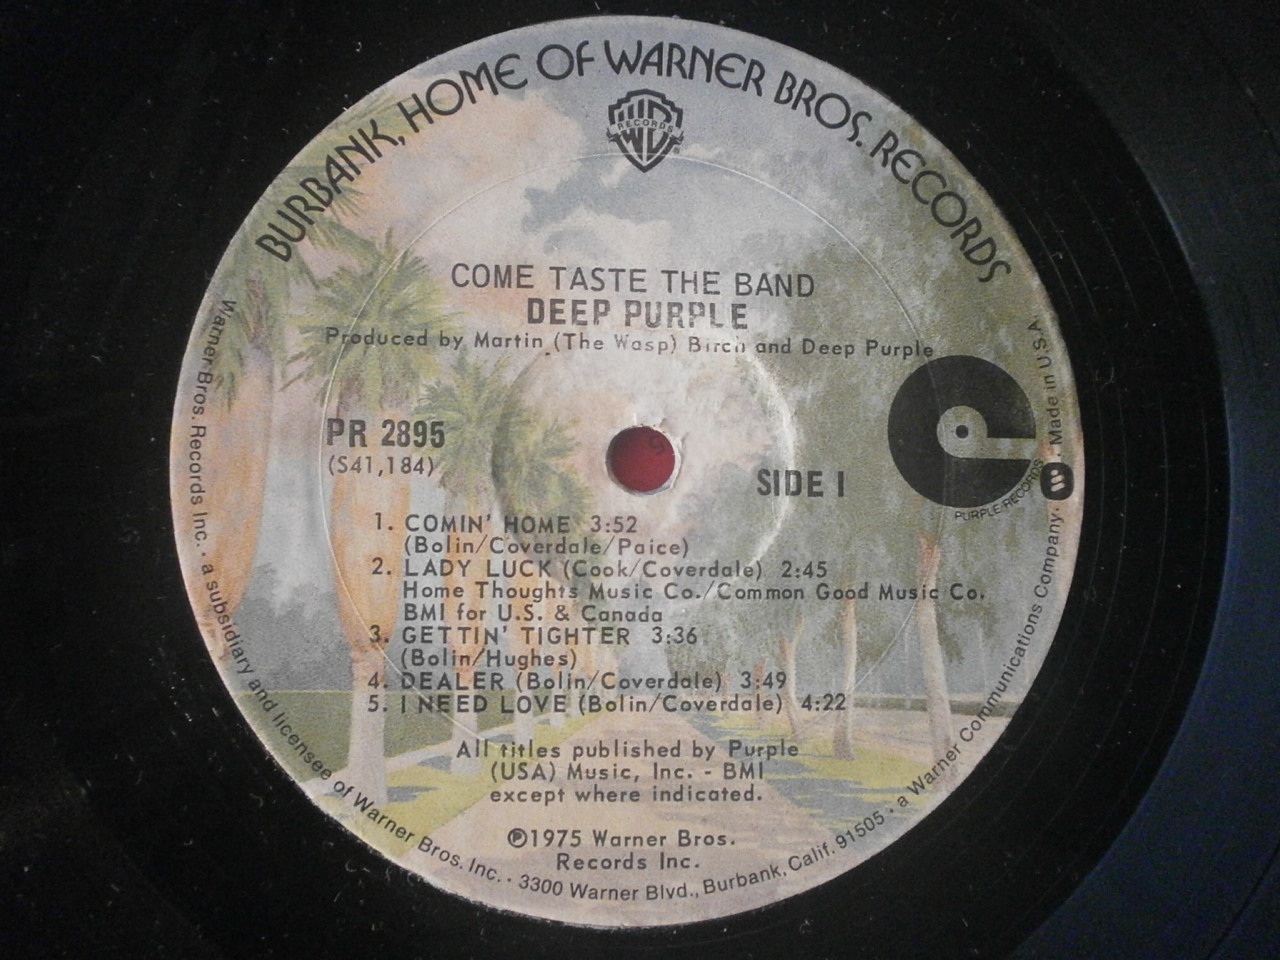 BURBANK, HOME OF WARNER BROS. RECORDS
WB
RECORDS
COME TASTE THE BAND
DEEP PURPLE
Produced by Martin (The Wasp) Birch and Deep Purple
PR 2895
(S41,184)
SIDE 1
PURPLE RECORDS
1. COMIN' HOME 3:52
(Bolin/Coverdale/Paice)
2. LADY LUCK (Cook/Coverdale) 2:45
Home Thoughts Music Co./Common Good Music Co.
BMI for U.S. & Canada
3. GETTIN' TIGHTER 3:36
(Bolin/Hughes)
4. DEALER (Bolin/Coverdale) 3:49
5. I NEED LOVE (Bolin/Coverdale) 4:22
All titles published by Purple
(USA) Music, Inc. - BMI
except where indicated.
℗1975 Warner Bros.
Records Inc.
Warner Bros. Records Inc. · a subsidiary and licensee of Warner Bros. Inc. · 3300 Warner Blvd., Burbank, Calif. 91505 · a Warner Communications Company · Made in U.S.A.